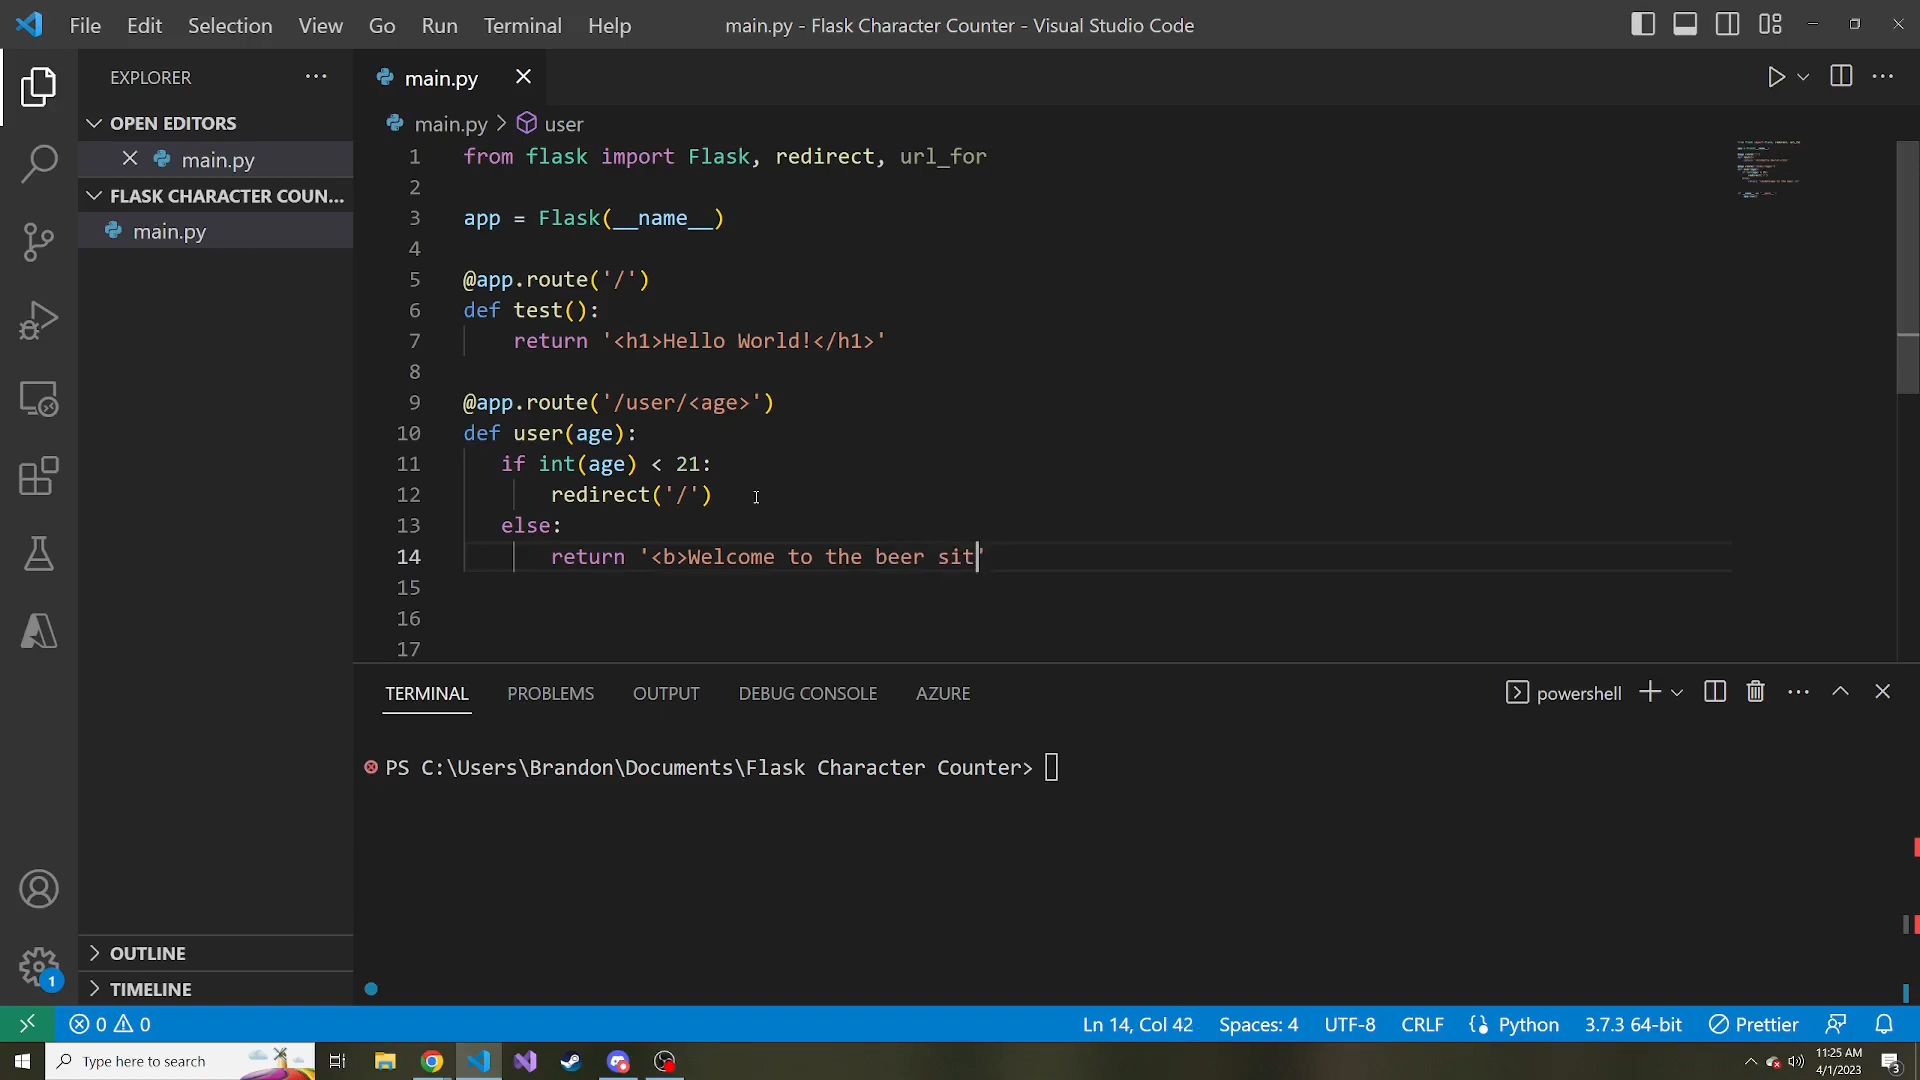 File Edit Selection View Go Run Terminal Help
main.py - Flask Character Counter - Visual Studio Code
EXPLORER
OPEN EDITORS
main.py
FLASK CHARACTER COUN...
main.py
main.py
main.py > user
1 from flask import Flask, redirect, url_for
2
3 app = Flask(__name__)
4
5 @app.route('/')
6 def test():
7 return '<h1>Hello World!</h1>'
8
9 @app.route('/user/<age>')
10 def user(age):
11 if int(age) < 21:
12 redirect('/')
13 else:
14 return '<b>Welcome to the beer sit'
15
16
17
TERMINAL PROBLEMS OUTPUT DEBUG CONSOLE AZURE
powershell
PS C:\Users\Brandon\Documents\Flask Character Counter>
OUTLINE
TIMELINE
1
0 0
Ln 14, Col 42 Spaces: 4 UTF-8 CRLF Python 3.7.3 64-bit Prettier
Type here to search
11:25 AM
4/1/2023
3